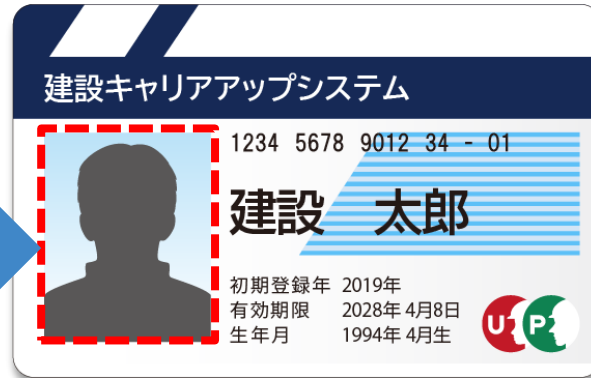 建設キャリアアップシステム
1234 5678 9012 34 - 01
建設 太郎
初期登録年 2019年
有効期限 2028年 4月8日
生年月 1994年 4月生
UP